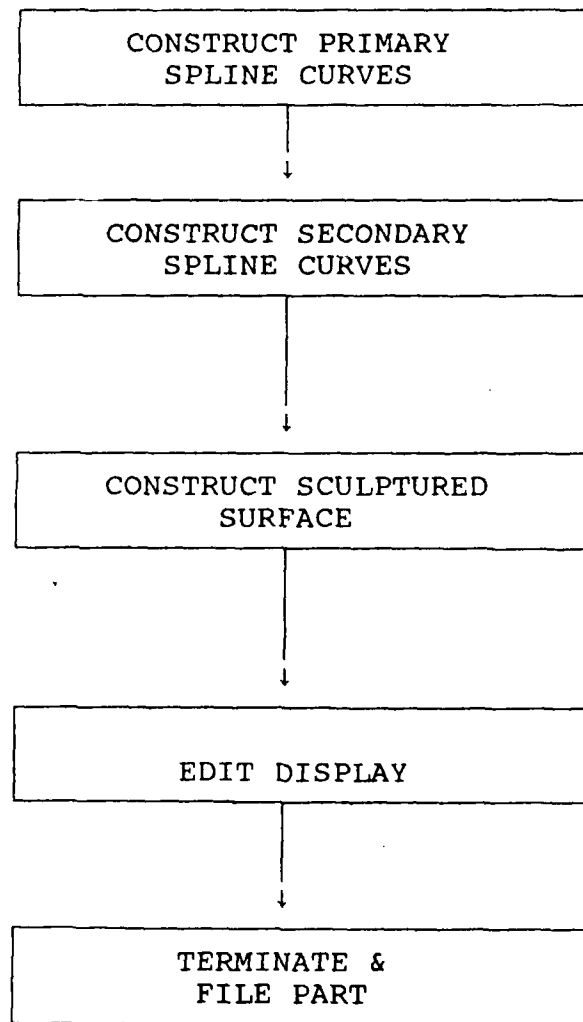 CONSTRUCT PRIMARY
SPLINE CURVES
CONSTRUCT SECONDARY
SPLINE CURVES
CONSTRUCT SCULPTURED
SURFACE
EDIT DISPLAY
TERMINATE &
FILE PART